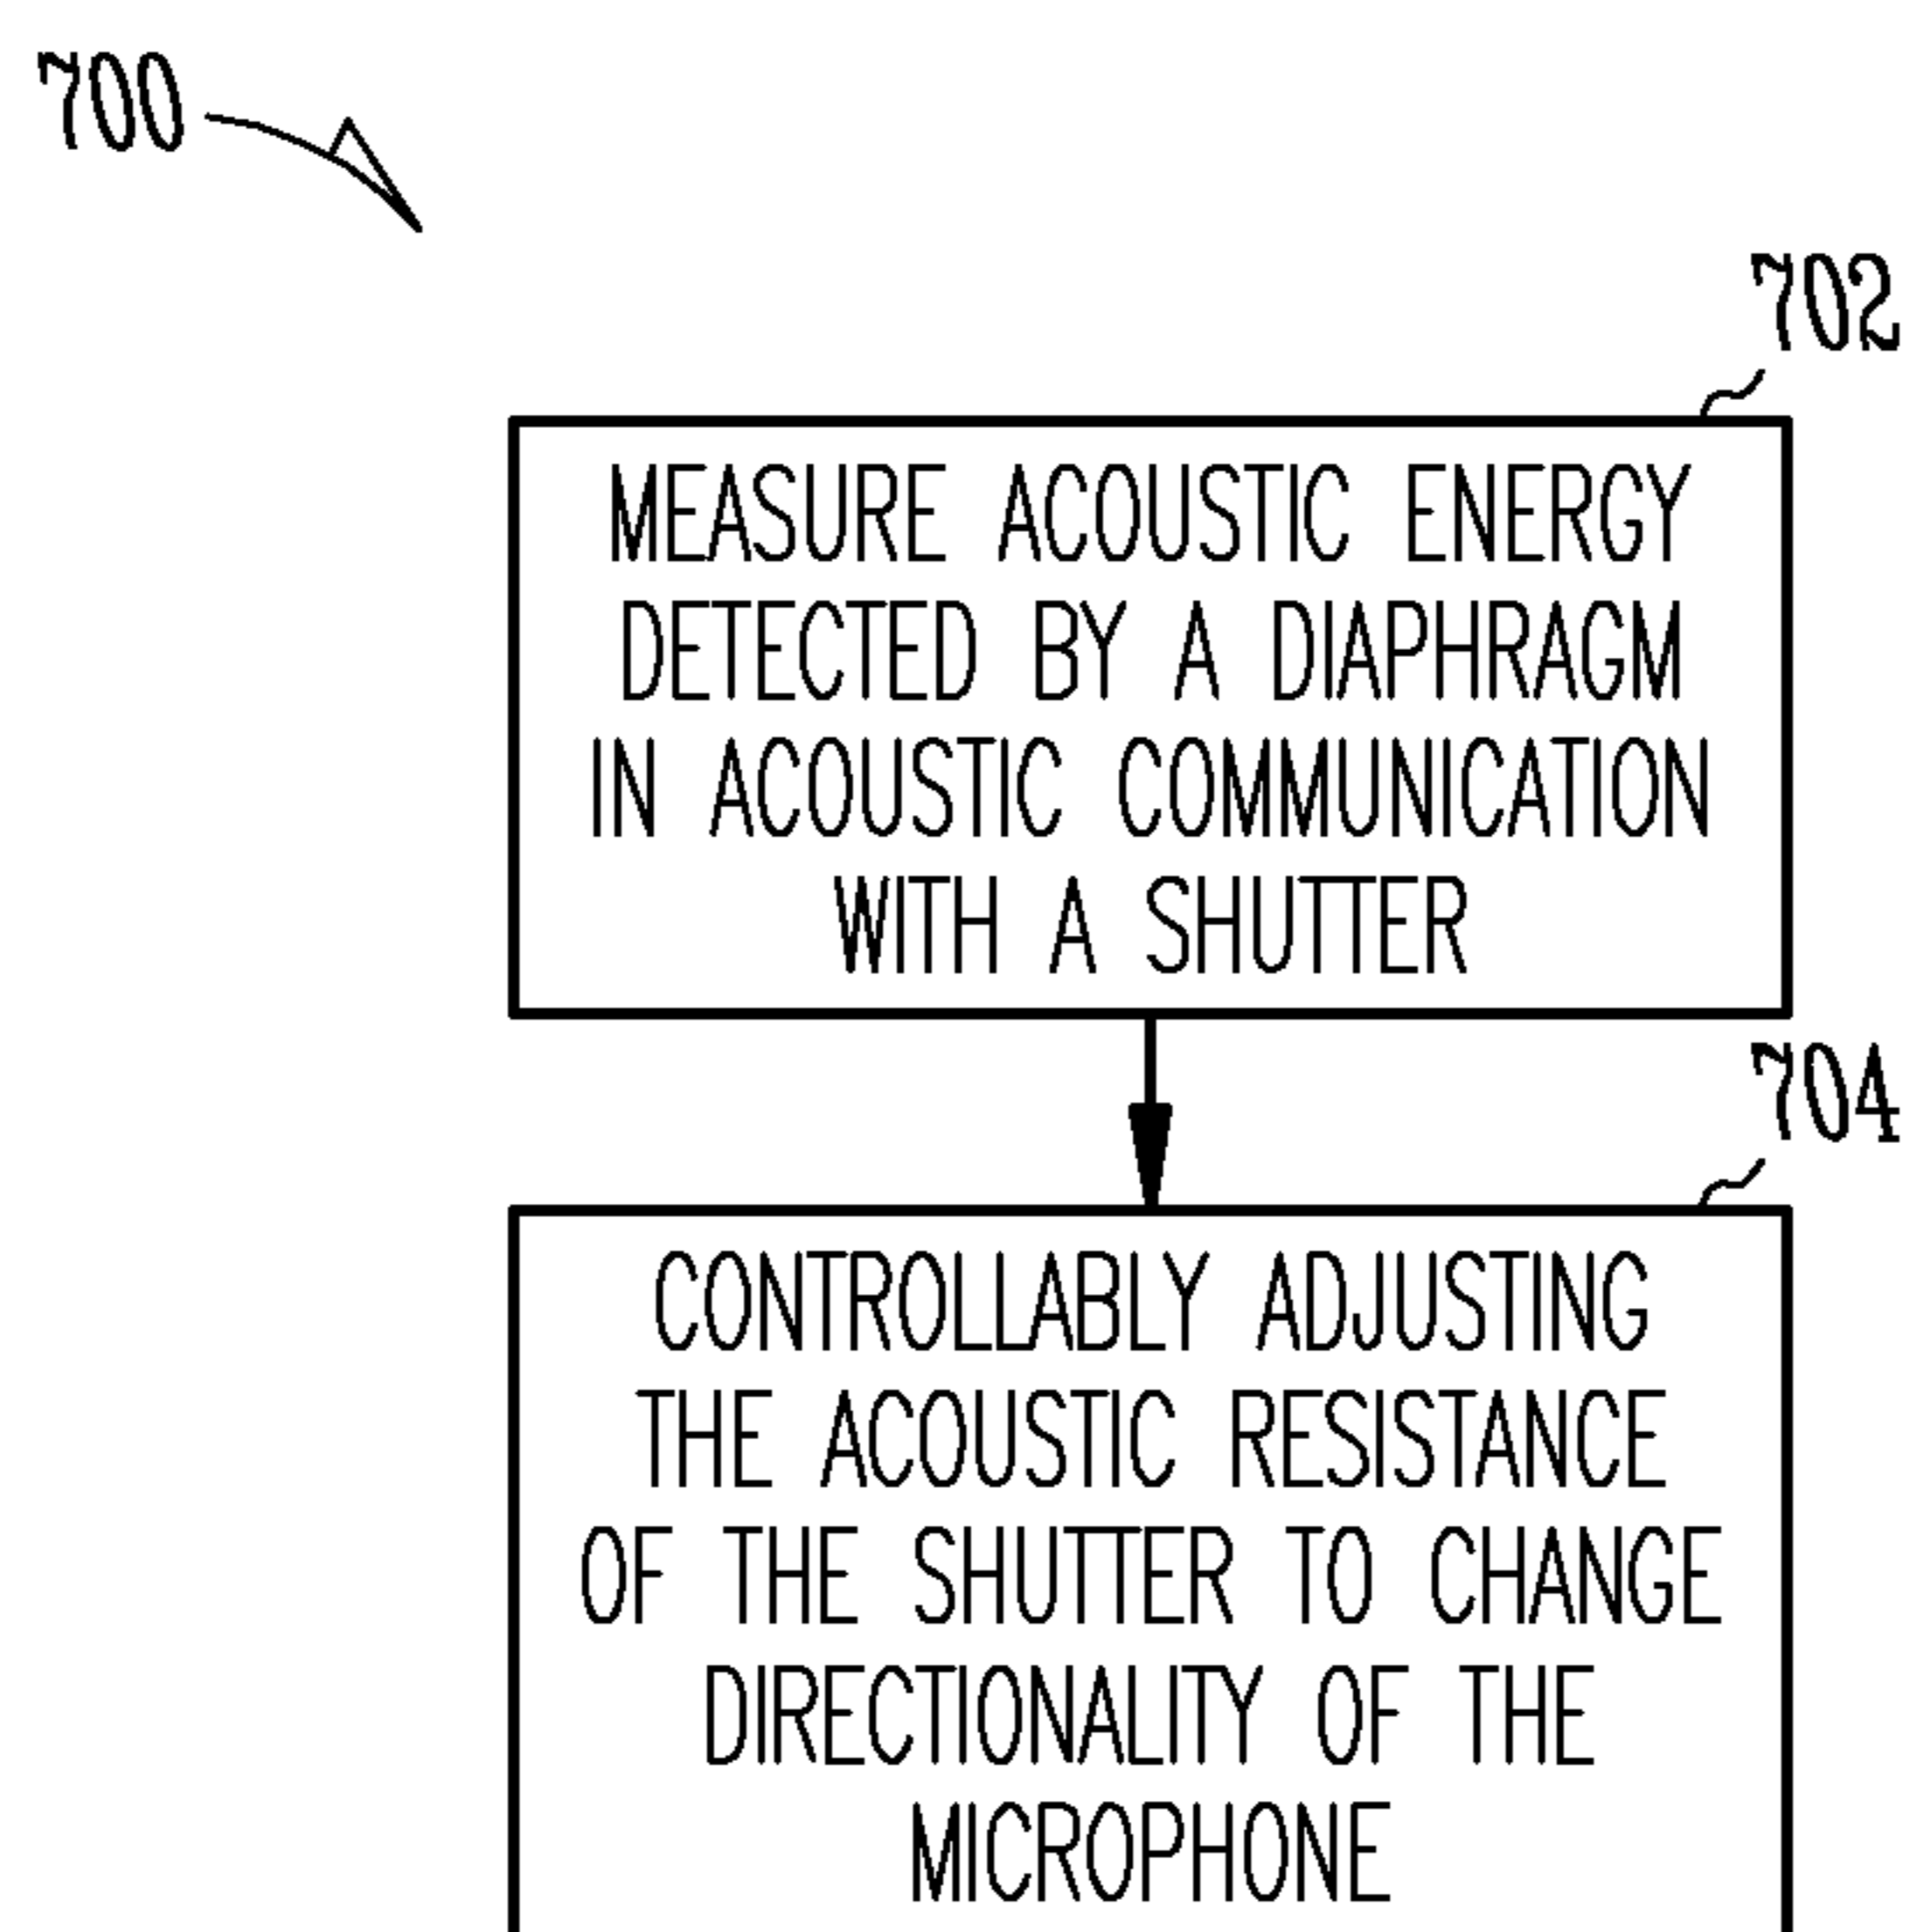 700
702
MEASURE ACOUSTIC ENERGY
DETECTED BY A DIAPHRAGM
IN ACOUSTIC COMMUNICATION
WITH A SHUTTER
704
CONTROLLABLY ADJUSTING
THE ACOUSTIC RESISTANCE
OF THE SHUTTER TO CHANGE
DIRECTIONALITY OF THE
MICROPHONE